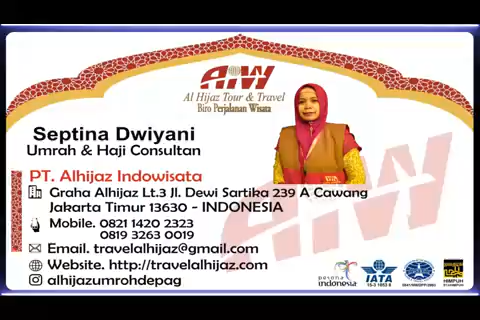 AIW
Al Hijaz Tour & Travel
Biro Perjalanan Wisata
Septina Dwiyani
Umrah & Haji Consultan
PT. Alhijaz Indowisata
Graha Alhijaz Lt.3 Jl. Dewi Sartika 239 A Cawang
Jakarta Timur 13630 - INDONESIA
Mobile. 0821 1420 2323
0819 3263 0019
Email. travelalhijaz@gmail.com
Website. http://travelalhijaz.com
alhijazumrohdepag
pesona
indonesia
IATA
HIMPUH